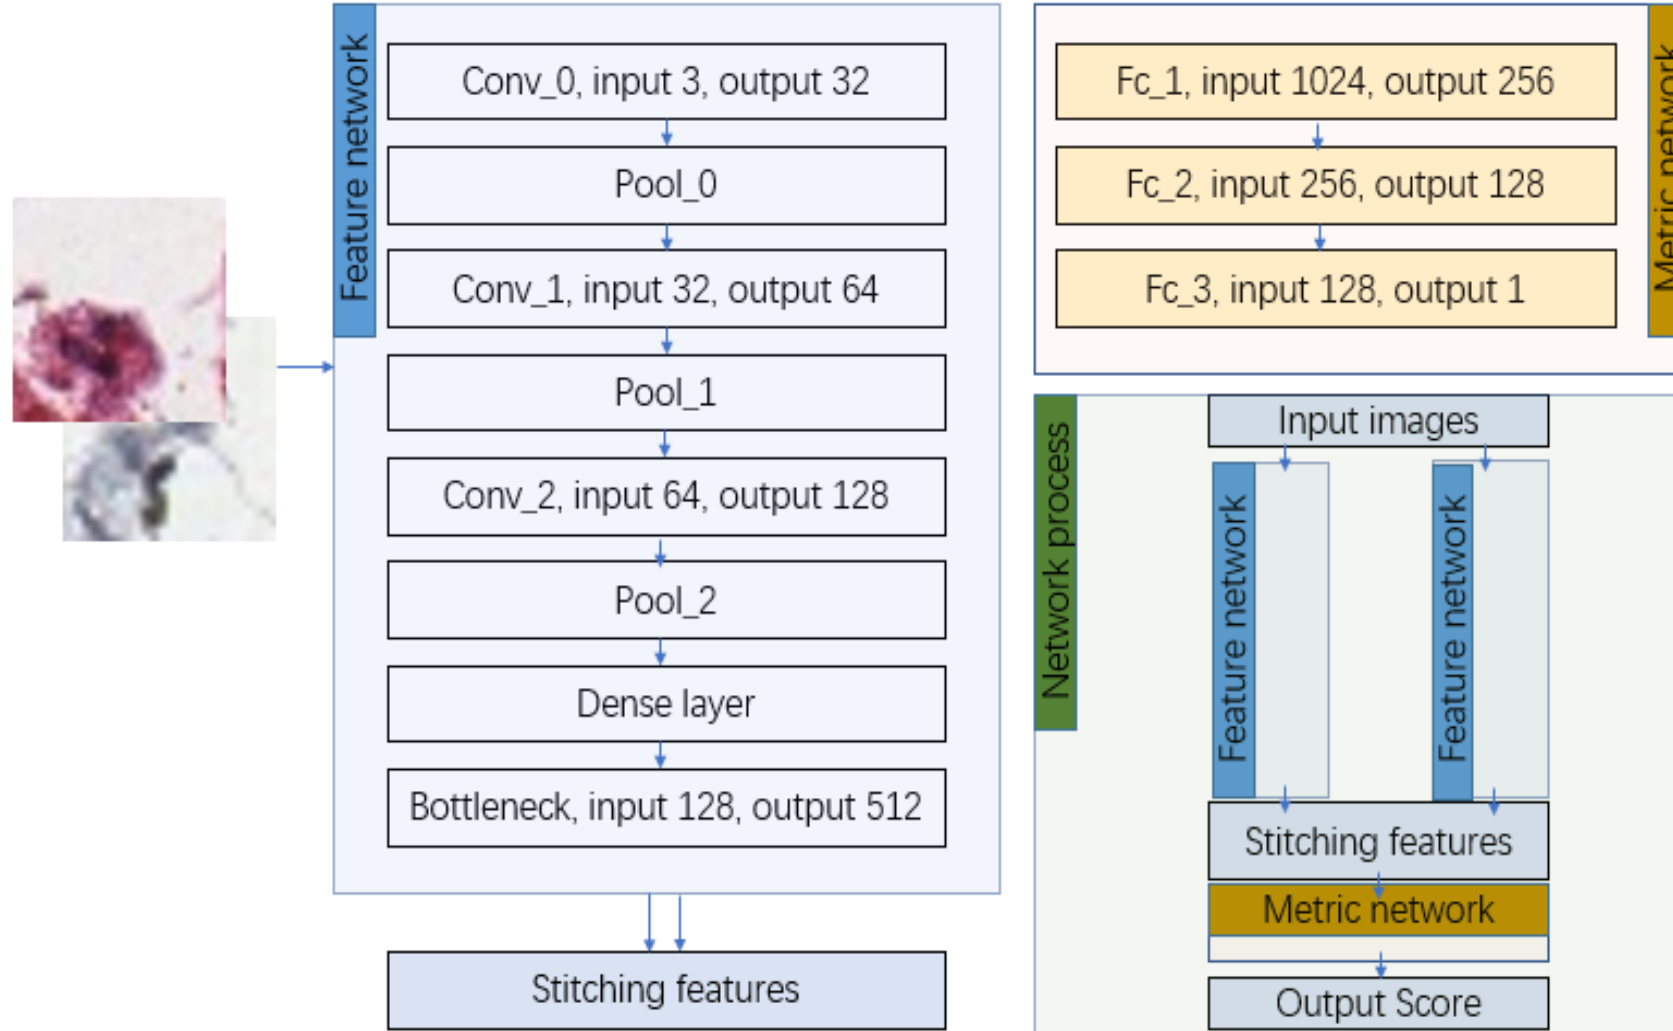 Feature network
Conv_0, input 3, output 32
Pool_0
Conv_1, input 32, output 64
Pool_1
Conv_2, input 64, output 128
Pool_2
Dense layer
Bottleneck, input 128, output 512
Stitching features
Metric network
Fc_1, input 1024, output 256
Fc_2, input 256, output 128
Fc_3, input 128, output 1
Network process
Input images
Feature network
Feature network
Stitching features
Metric network
Output Score